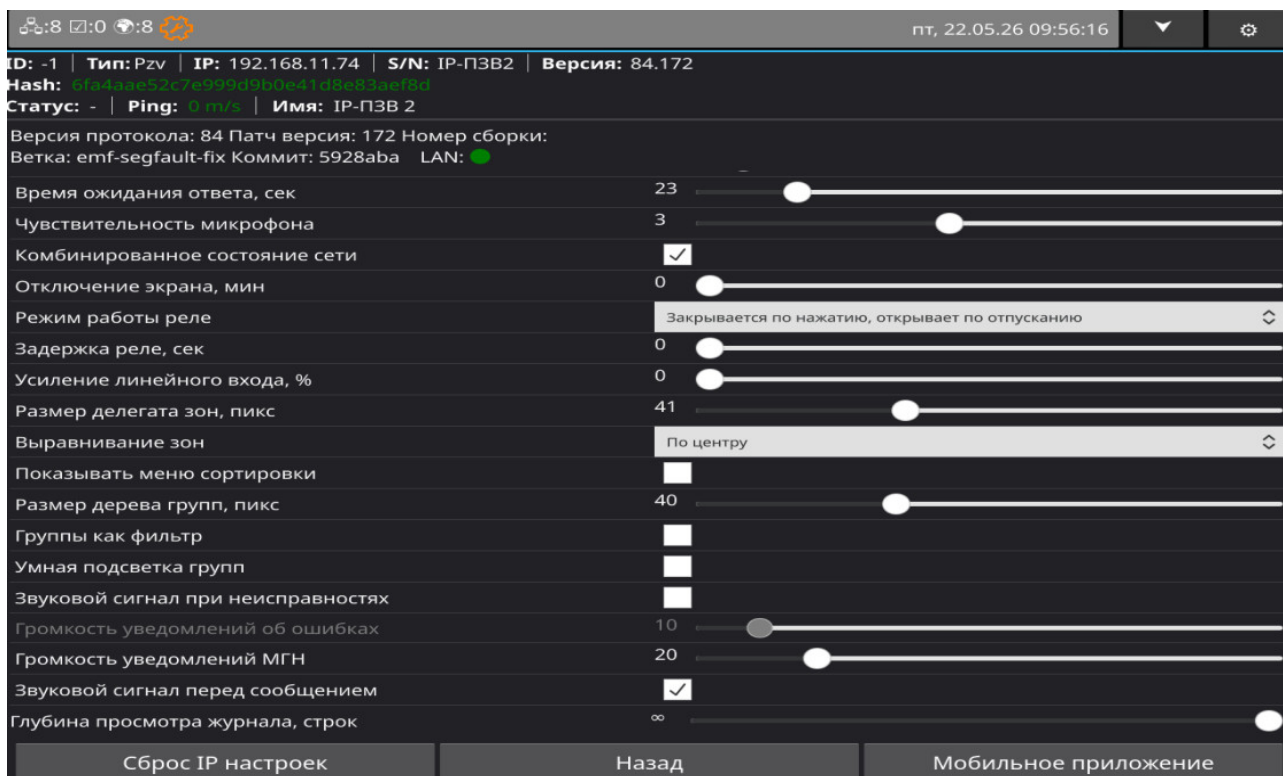 :8 ☑:0 :8 пт, 22.05.26 09:56:16
ID: -1 | Тип: Pzv | IP: 192.168.11.74 | S/N: IP-ПЗВ2 | Версия: 84.172
Hash: 6fa4aae52c7e999d9b0e41d8e83aef8d
Статус: - | Ping: 0 m/s | Имя: IP-ПЗВ 2
Версия протокола: 84 Патч версия: 172 Номер сборки:
Ветка: emf-segfault-fix Коммит: 5928aba LAN:
Время ожидания ответа, сек 23
Чувствительность микрофона 3
Комбинированное состояние сети
Отключение экрана, мин 0
Режим работы реле Закрывается по нажатию, открывает по отпусканию
Задержка реле, сек 0
Усиление линейного входа, % 0
Размер делегата зон, пикс 41
Выравнивание зон По центру
Показывать меню сортировки
Размер дерева групп, пикс 40
Группы как фильтр
Умная подсветка групп
Звуковой сигнал при неисправностях
Громкость уведомлений об ошибках 10
Громкость уведомлений МГН 20
Звуковой сигнал перед сообщением
Глубина просмотра журнала, строк ∞
Сброс IP настроек Назад Мобильное приложение